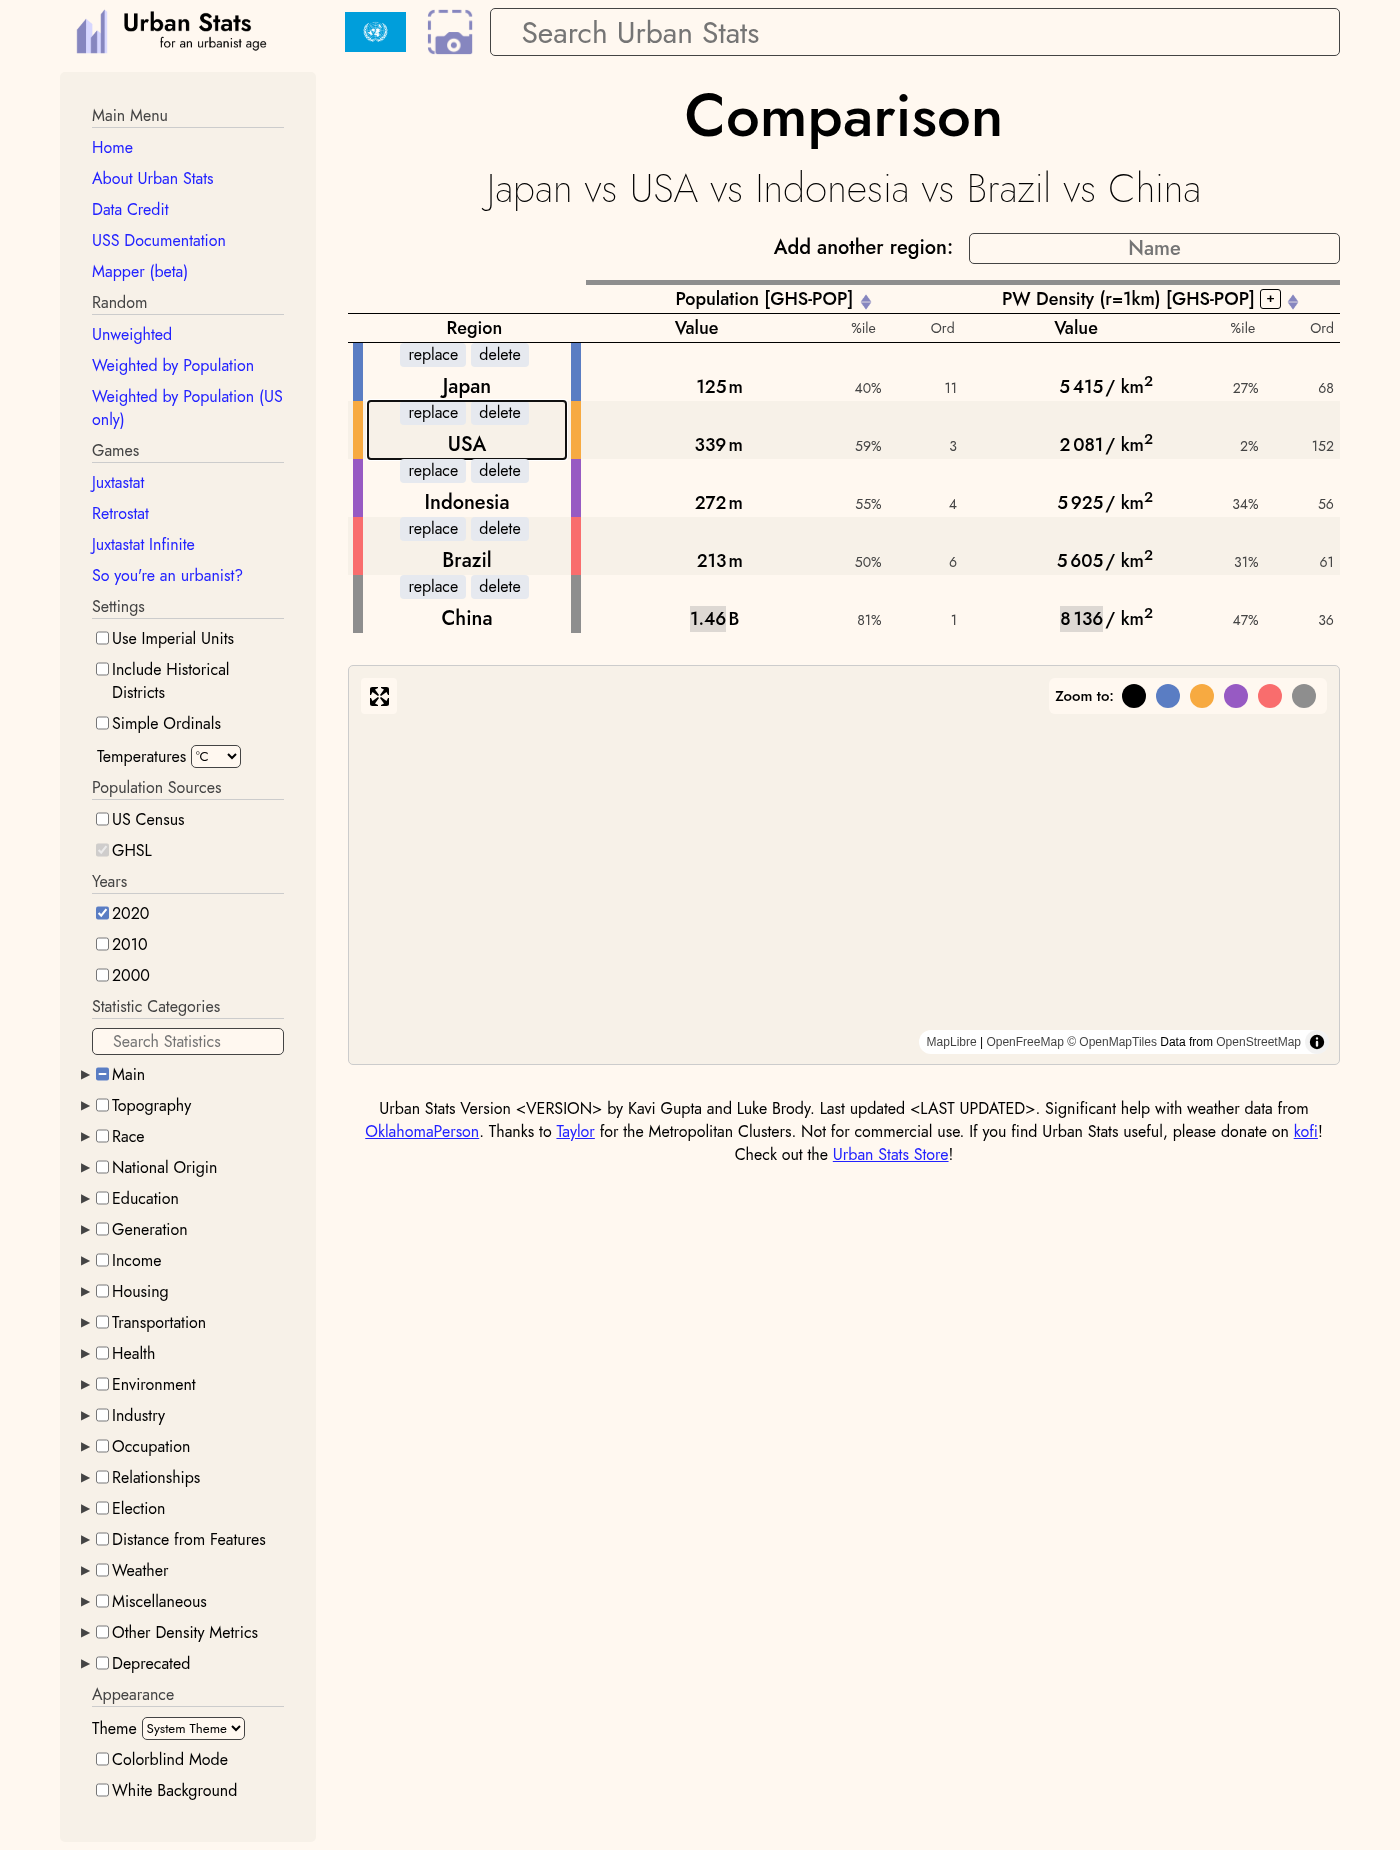 Urban Stats
for an urbanist age
Search Urban Stats
Main Menu
Home
About Urban Stats
Data Credit
USS Documentation
Mapper (beta)
Random
Unweighted
Weighted by Population
Weighted by Population (US
only)
Games
Juxtastat
Retrostat
Juxtastat Infinite
So you're an urbanist?
Settings
Use Imperial Units
Include Historical
Districts
Simple Ordinals
Temperatures °C
Population Sources
US Census
GHSL
Years
2020
2010
2000
Statistic Categories
Search Statistics
Main
Topography
Race
National Origin
Education
Generation
Income
Housing
Transportation
Health
Environment
Industry
Occupation
Relationships
Election
Distance from Features
Weather
Miscellaneous
Other Density Metrics
Deprecated
Appearance
Theme System Theme
Colorblind Mode
White Background
Comparison
Japan vs USA vs Indonesia vs Brazil vs China
Add another region: Name
Population [GHS-POP] PW Density (r=1km) [GHS-POP] +
Region Value %ile Ord Value %ile Ord
replace delete
Japan 125 m 40% 11 5 415 / km² 27% 68
replace delete
USA 339 m 59% 3 2 081 / km² 2% 152
replace delete
Indonesia 272 m 55% 4 5 925 / km² 34% 56
replace delete
Brazil 213 m 50% 6 5 605 / km² 31% 61
replace delete
China 1.46 B 81% 1 8 136 / km² 47% 36
Zoom to:
MapLibre | OpenFreeMap © OpenMapTiles Data from OpenStreetMap
Urban Stats Version <VERSION> by Kavi Gupta and Luke Brody. Last updated <LAST UPDATED>. Significant help with weather data from
OklahomaPerson. Thanks to Taylor for the Metropolitan Clusters. Not for commercial use. If you find Urban Stats useful, please donate on kofi!
Check out the Urban Stats Store!